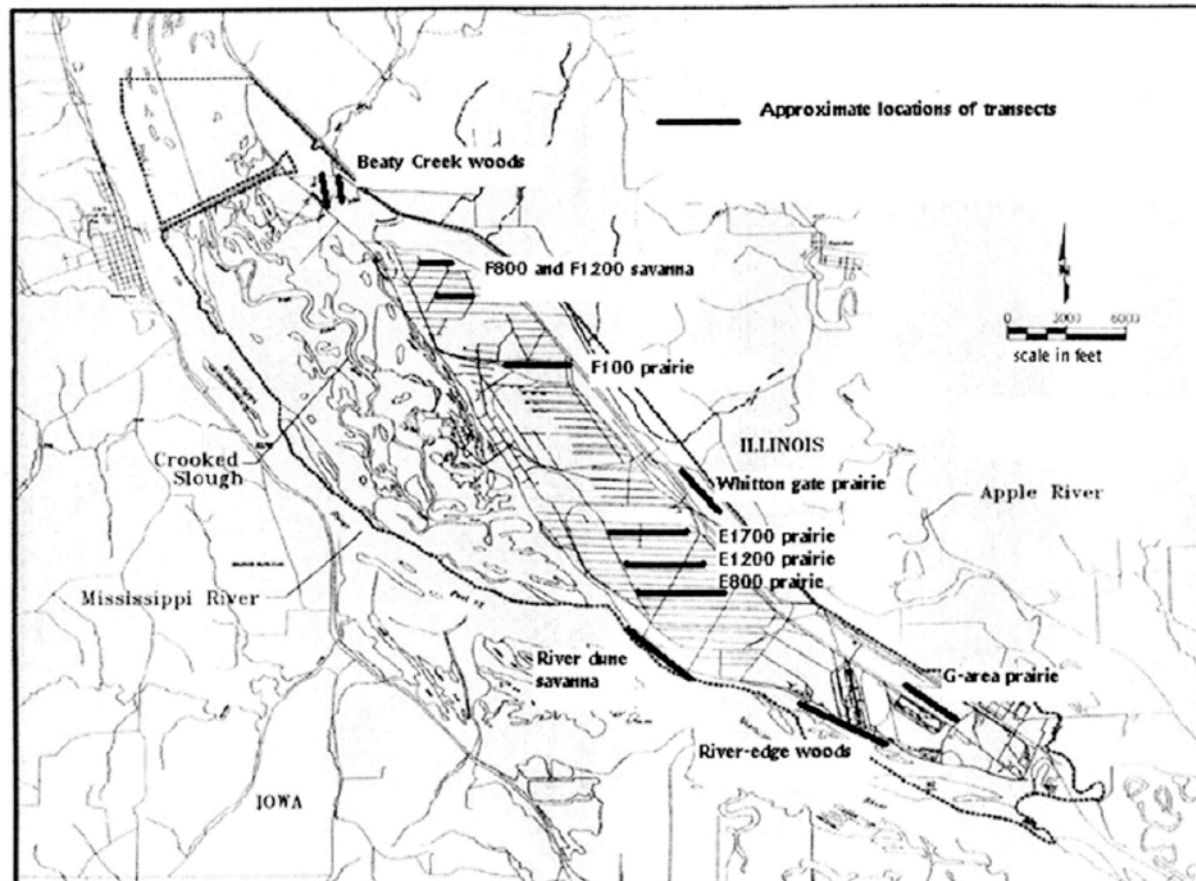 Approximate locations of transects
Beaty Creek woods
F800 and F1200 savanna
0 3000 6000
scale in feet
F100 prairie
ILLINOIS
Crooked
Slough
Whitton gate prairie
Apple River
E1700 prairie
E1200 prairie
E800 prairie
Mississippi River
River dune
savanna
G-area prairie
River-edge woods
IOWA